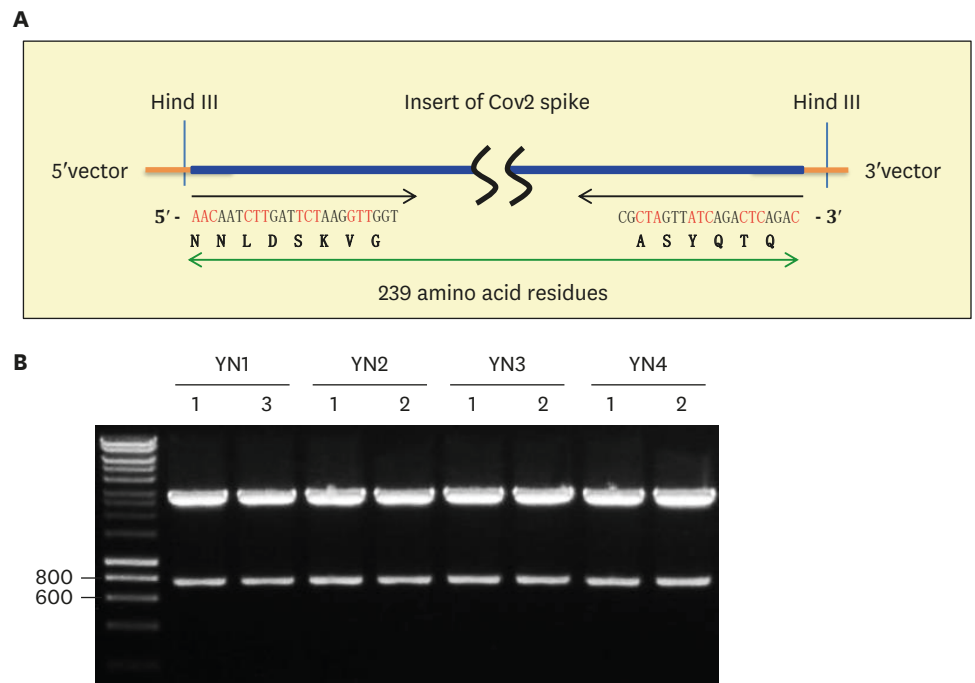 A
Hind III Insert of Cov2 spike Hind III
5′vector 3′vector
5′- AACAATCTTGATTCTAAGGTTGGT CGCTAGTTATCAGACTCAGAC -3′
N N L D S K V G A S Y Q T Q
239 amino acid residues
B
YN1 YN2 YN3 YN4
1 3 1 2 1 2 1 2
800
600